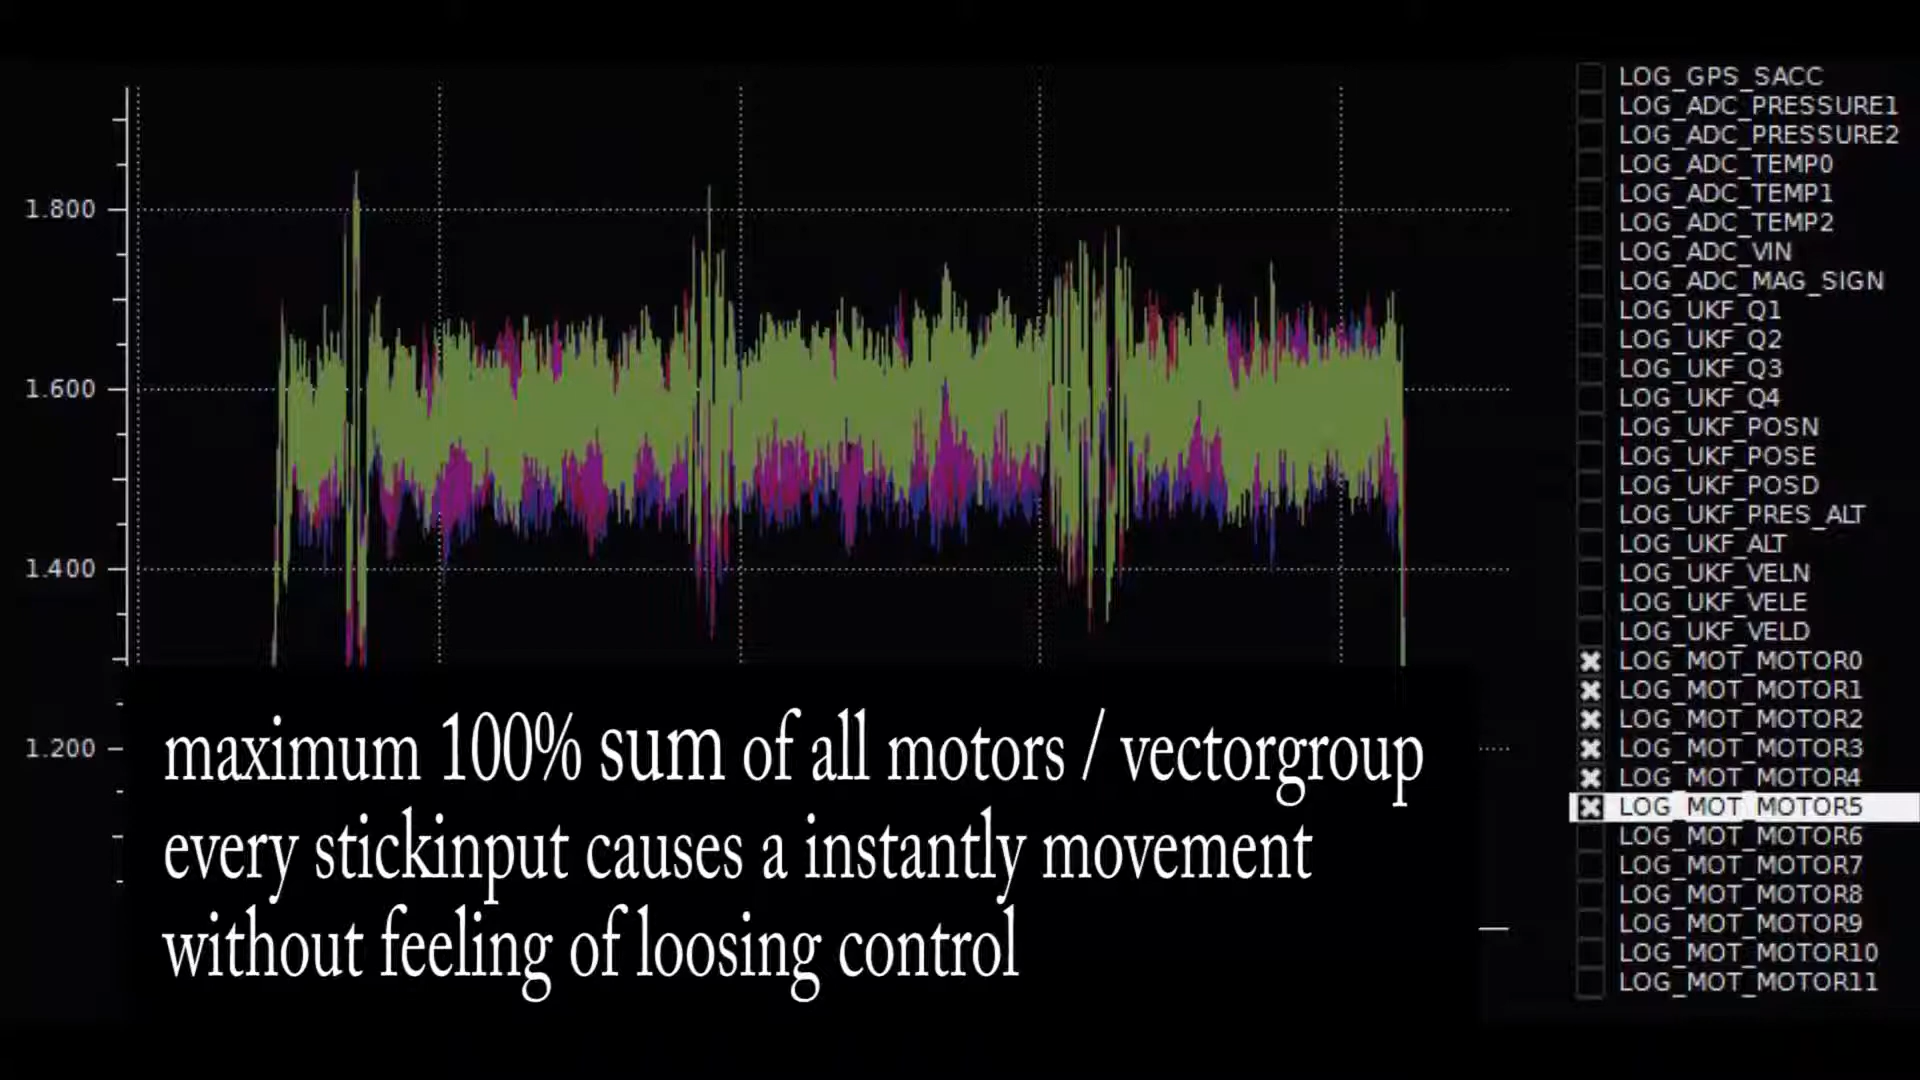 1.800
1.600
1.400
1.200
maximum 100% sum of all motors / vectorgroup
every stickinput causes a instantly movement
without feeling of loosing control
LOG_GPS_SACC
LOG_ADC_PRESSURE1
LOG_ADC_PRESSURE2
LOG_ADC_TEMP0
LOG_ADC_TEMP1
LOG_ADC_TEMP2
LOG_ADC_VIN
LOG_ADC_MAG_SIGN
LOG_UKF_Q1
LOG_UKF_Q2
LOG_UKF_Q3
LOG_UKF_Q4
LOG_UKF_POSN
LOG_UKF_POSE
LOG_UKF_POSD
LOG_UKF_PRES_ALT
LOG_UKF_ALT
LOG_UKF_VELN
LOG_UKF_VELE
LOG_UKF_VELD
LOG_MOT_MOTOR0
LOG_MOT_MOTOR1
LOG_MOT_MOTOR2
LOG_MOT_MOTOR3
LOG_MOT_MOTOR4
LOG_MOT_MOTOR5
LOG_MOT_MOTOR6
LOG_MOT_MOTOR7
LOG_MOT_MOTOR8
LOG_MOT_MOTOR9
LOG_MOT_MOTOR10
LOG_MOT_MOTOR11